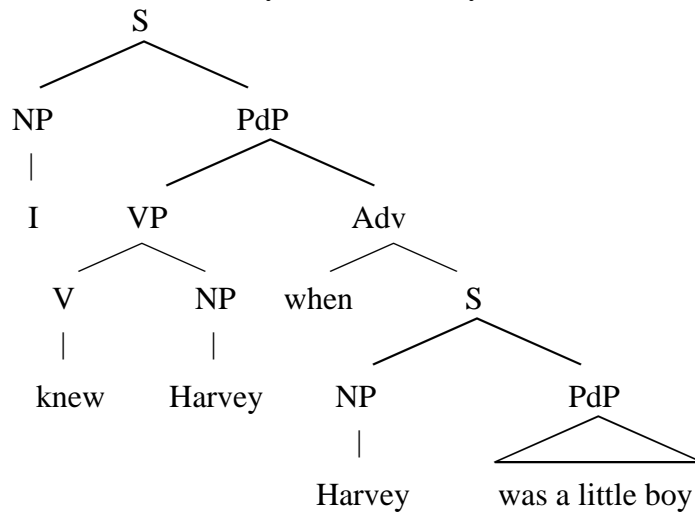 S
NP PdP
I VP Adv
V NP when S
knew Harvey NP PdP
Harvey was a little boy